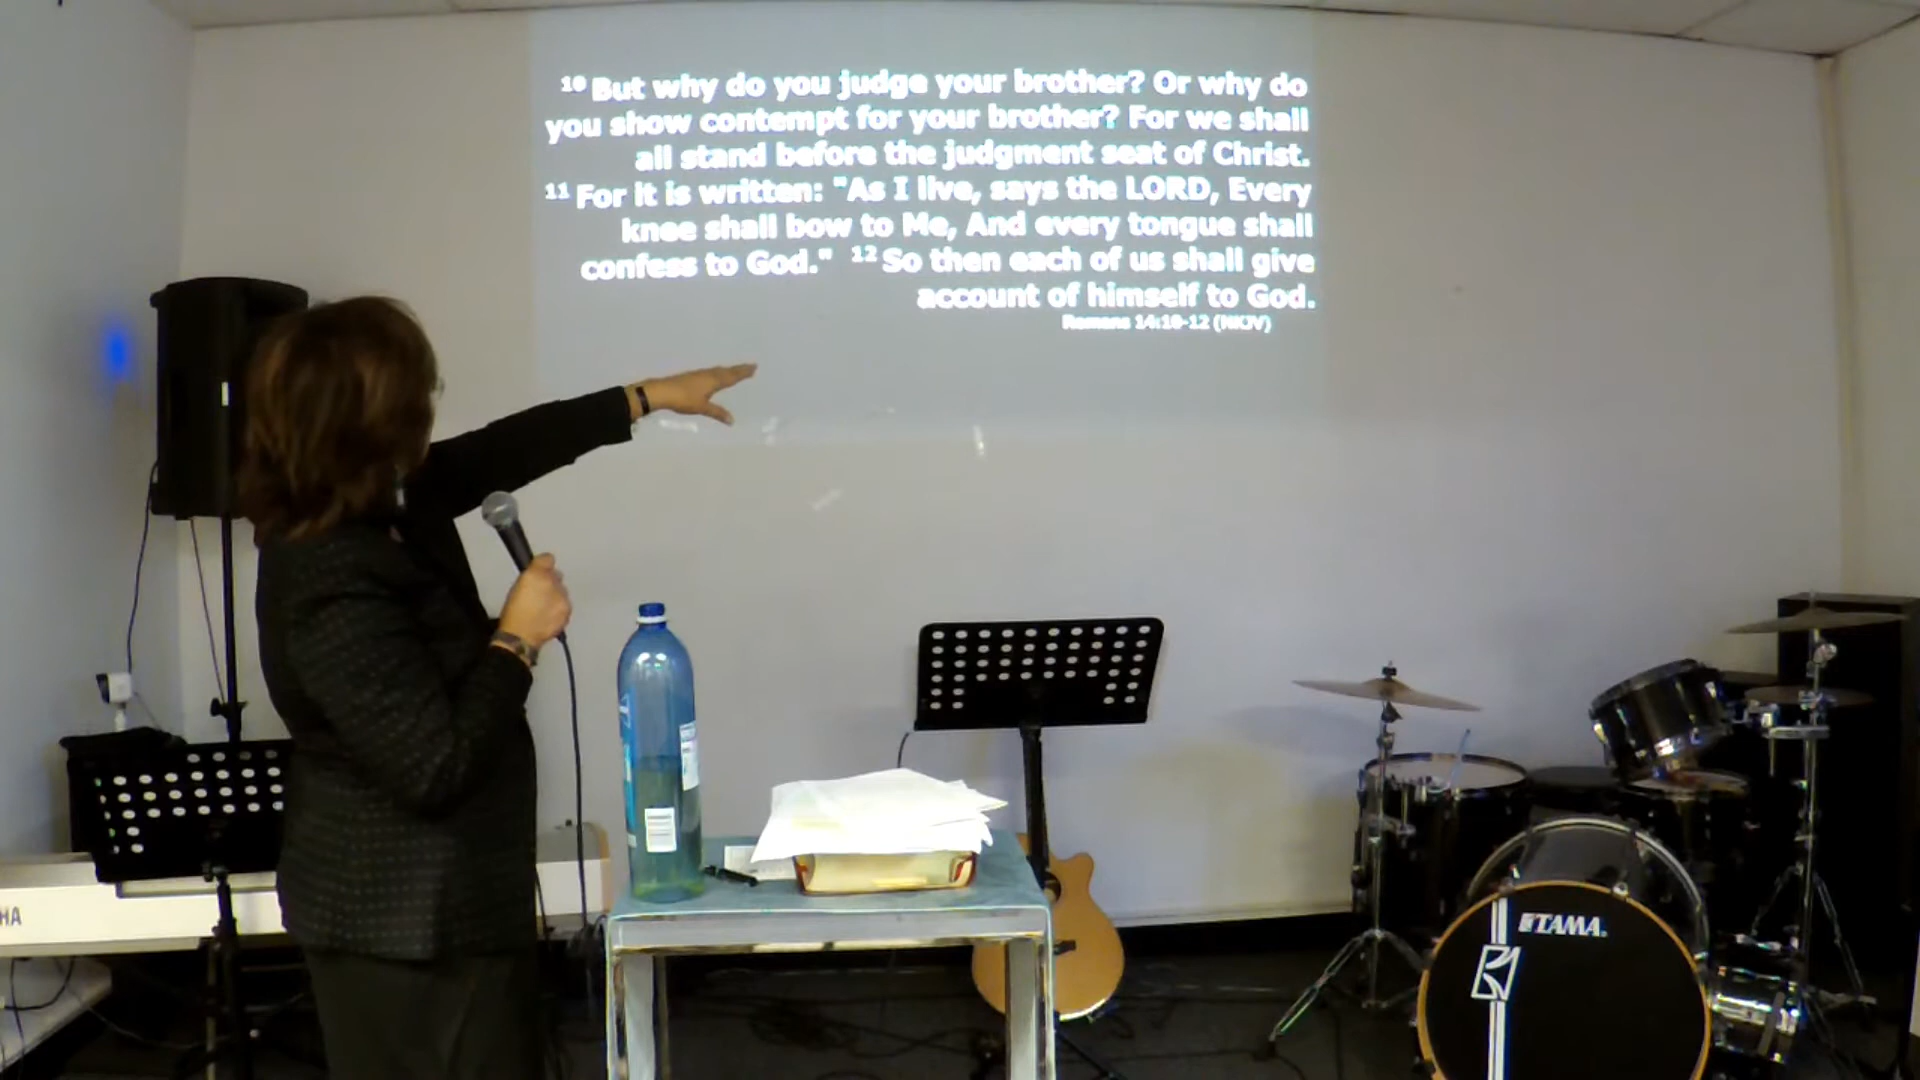 10 But why do you judge your brother? Or why do
you show contempt for your brother? For we shall
all stand before the judgment seat of Christ.
11 For it is written: "As I live, says the LORD, Every
knee shall bow to Me, And every tongue shall
confess to God." 12 So then each of us shall give
account of himself to God.
Romans 14:10-12 (NKJV)
HA
TAMA